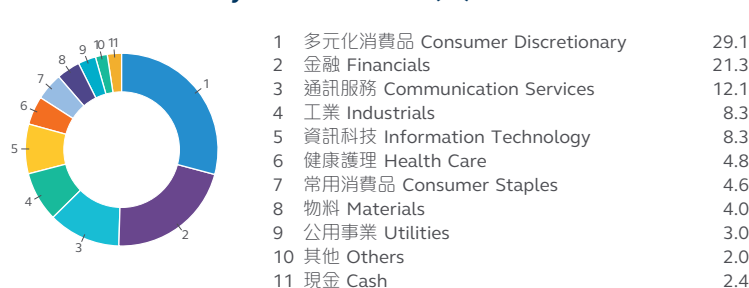 1 多元化消費品 Consumer Discretionary 29.1
2 金融 Financials 21.3
3 通訊服務 Communication Services 12.1
4 工業 Industrials 8.3
5 資訊科技 Information Technology 8.3
6 健康護理 Health Care 4.8
7 常用消費品 Consumer Staples 4.6
8 物料 Materials 4.0
9 公用事業 Utilities 3.0
10 其他 Others 2.0
11 現金 Cash 2.4
1
2
3
4
5
6
7
8
9
10
11